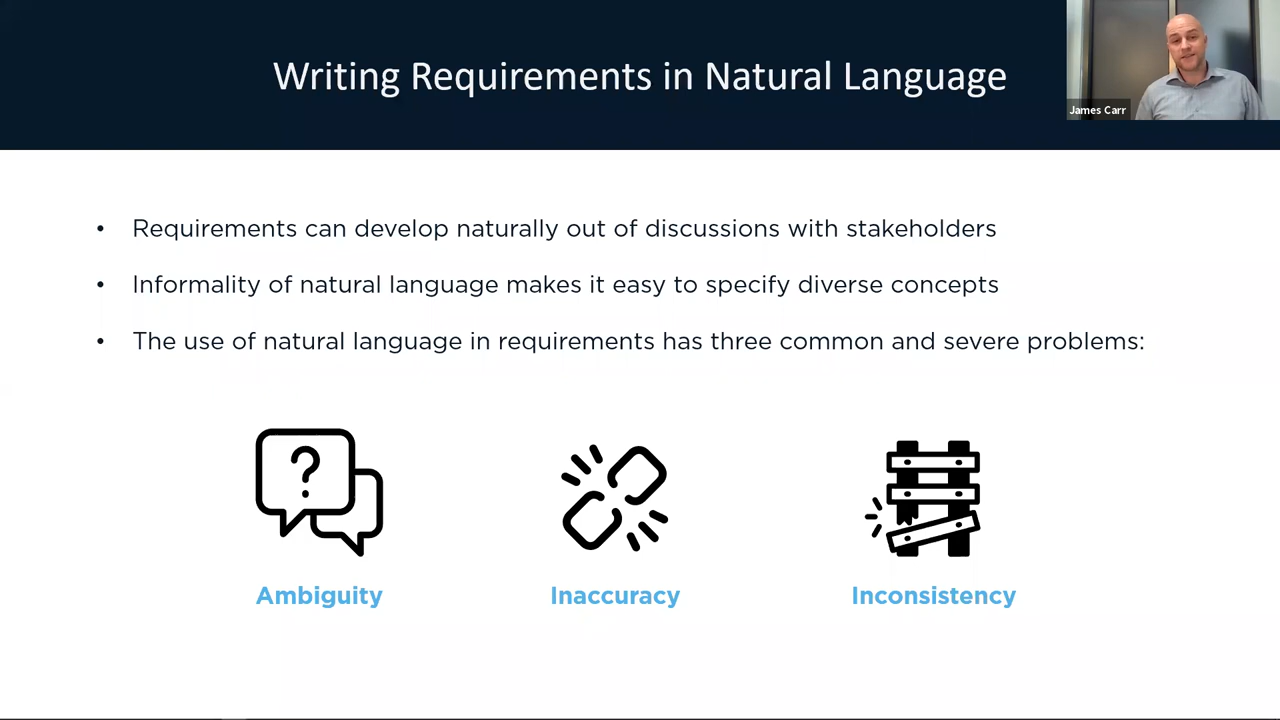 Writing Requirements in Natural Language
James Carr
• Requirements can develop naturally out of discussions with stakeholders
• Informality of natural language makes it easy to specify diverse concepts
• The use of natural language in requirements has three common and severe problems:
?
Ambiguity
Inaccuracy
Inconsistency